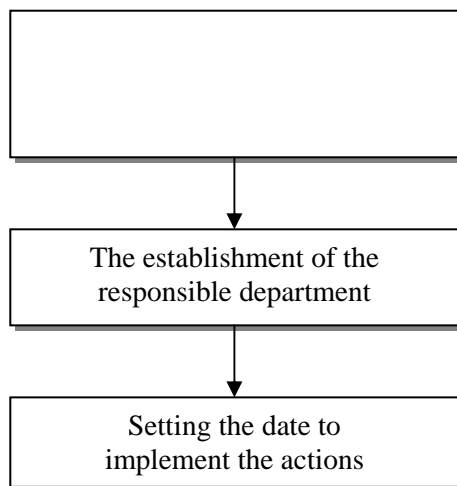 The establishment of the
responsible department
Setting the date to
implement the actions